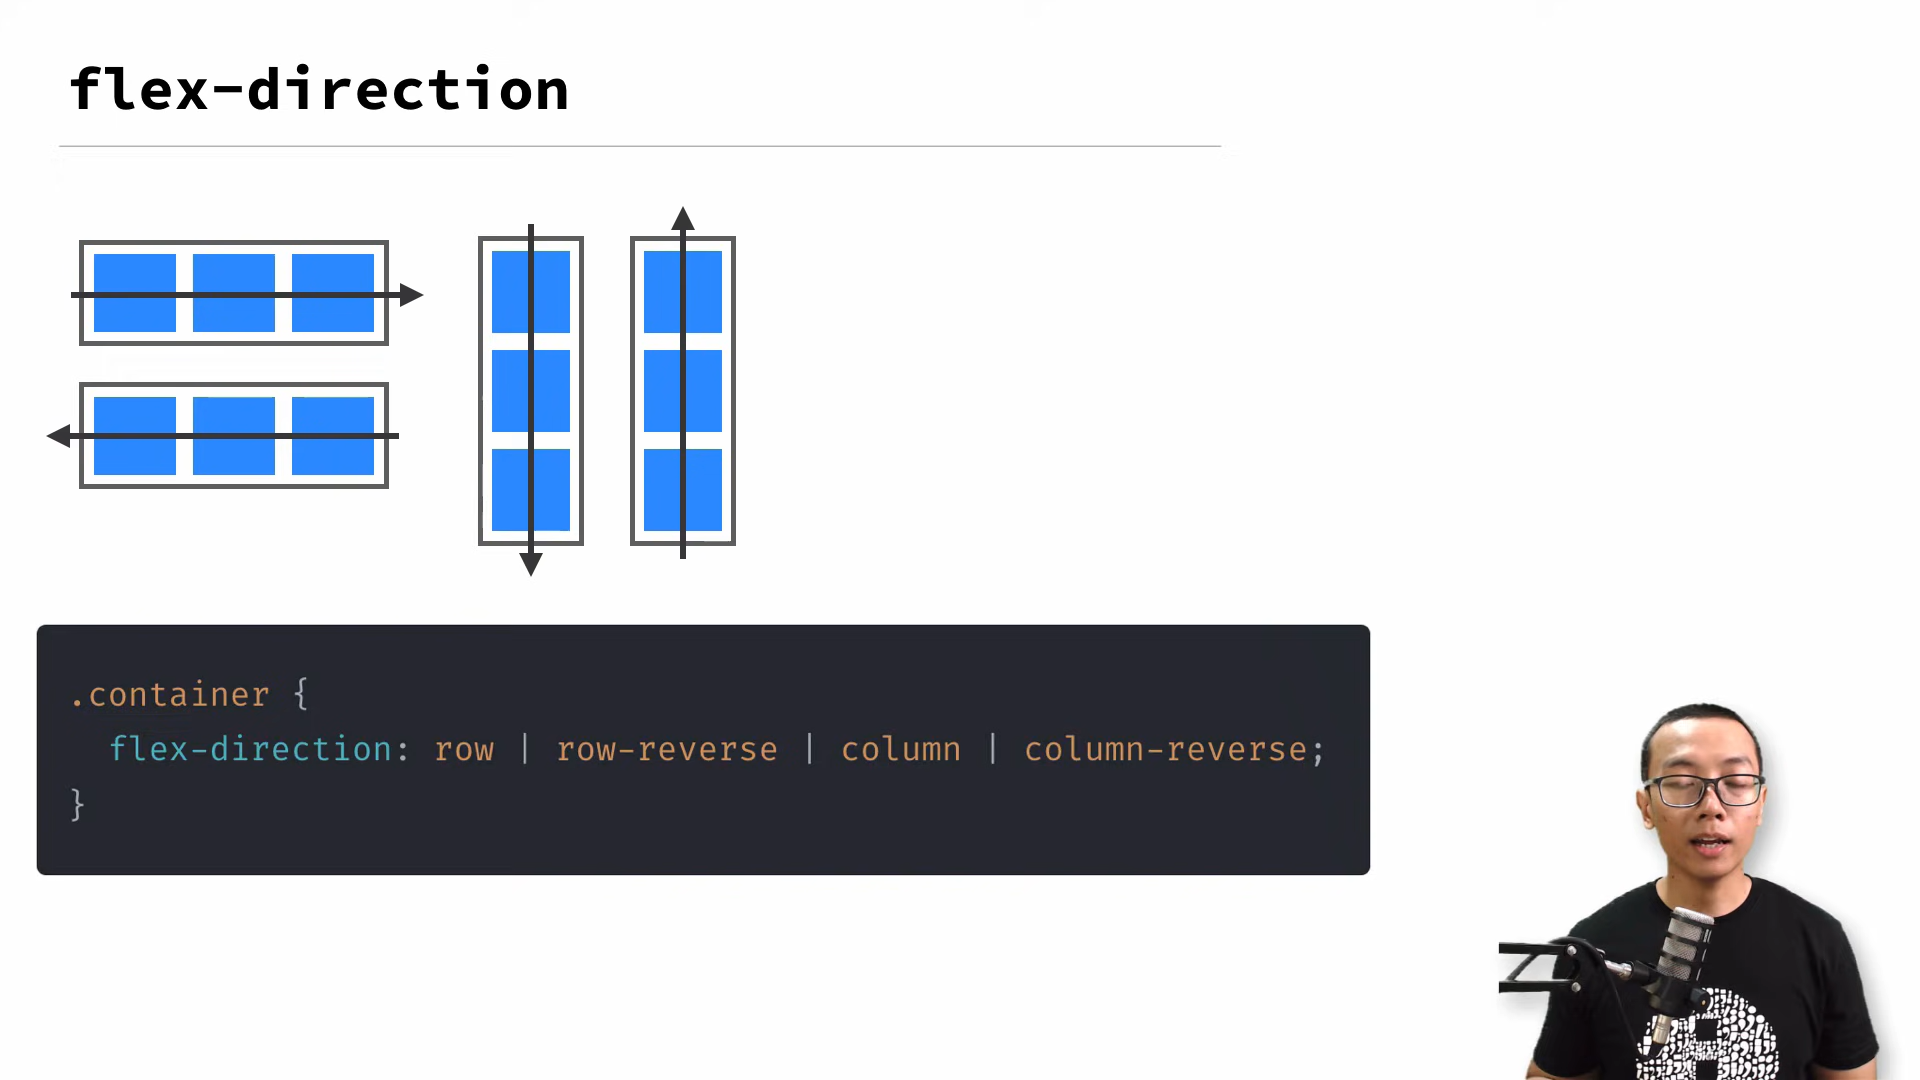 flex-direction
.container {
flex-direction: row | row-reverse | column | column-reverse;
}